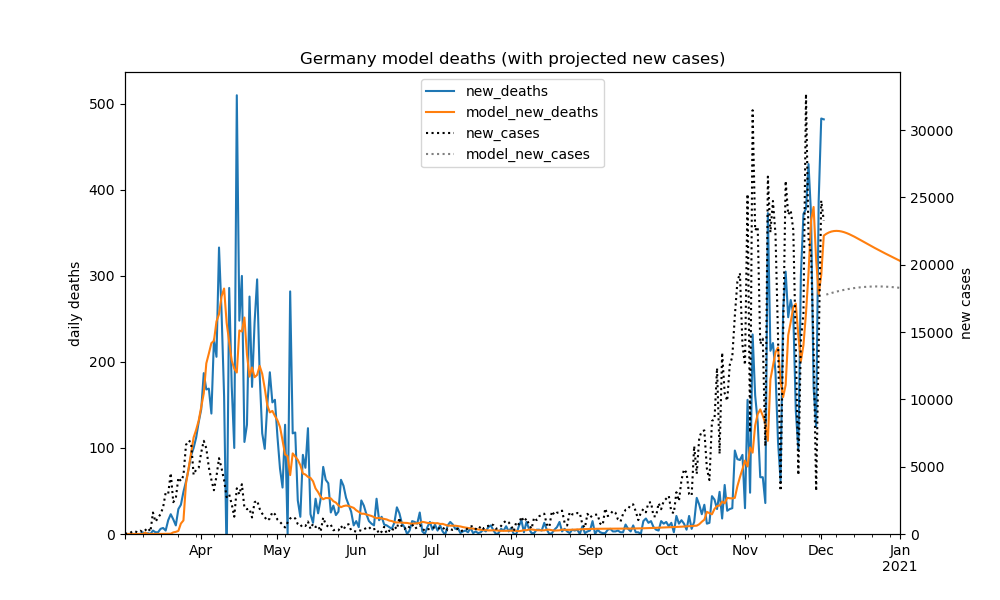 Germany model deaths (with projected new cases)
new_deaths
model_new_deaths
new_cases
model_new_cases
daily deaths
new cases
500
400
300
200
100
0
30000
25000
20000
15000
10000
5000
0
Apr May Jun Jul Aug Sep Oct Nov Dec Jan
2021